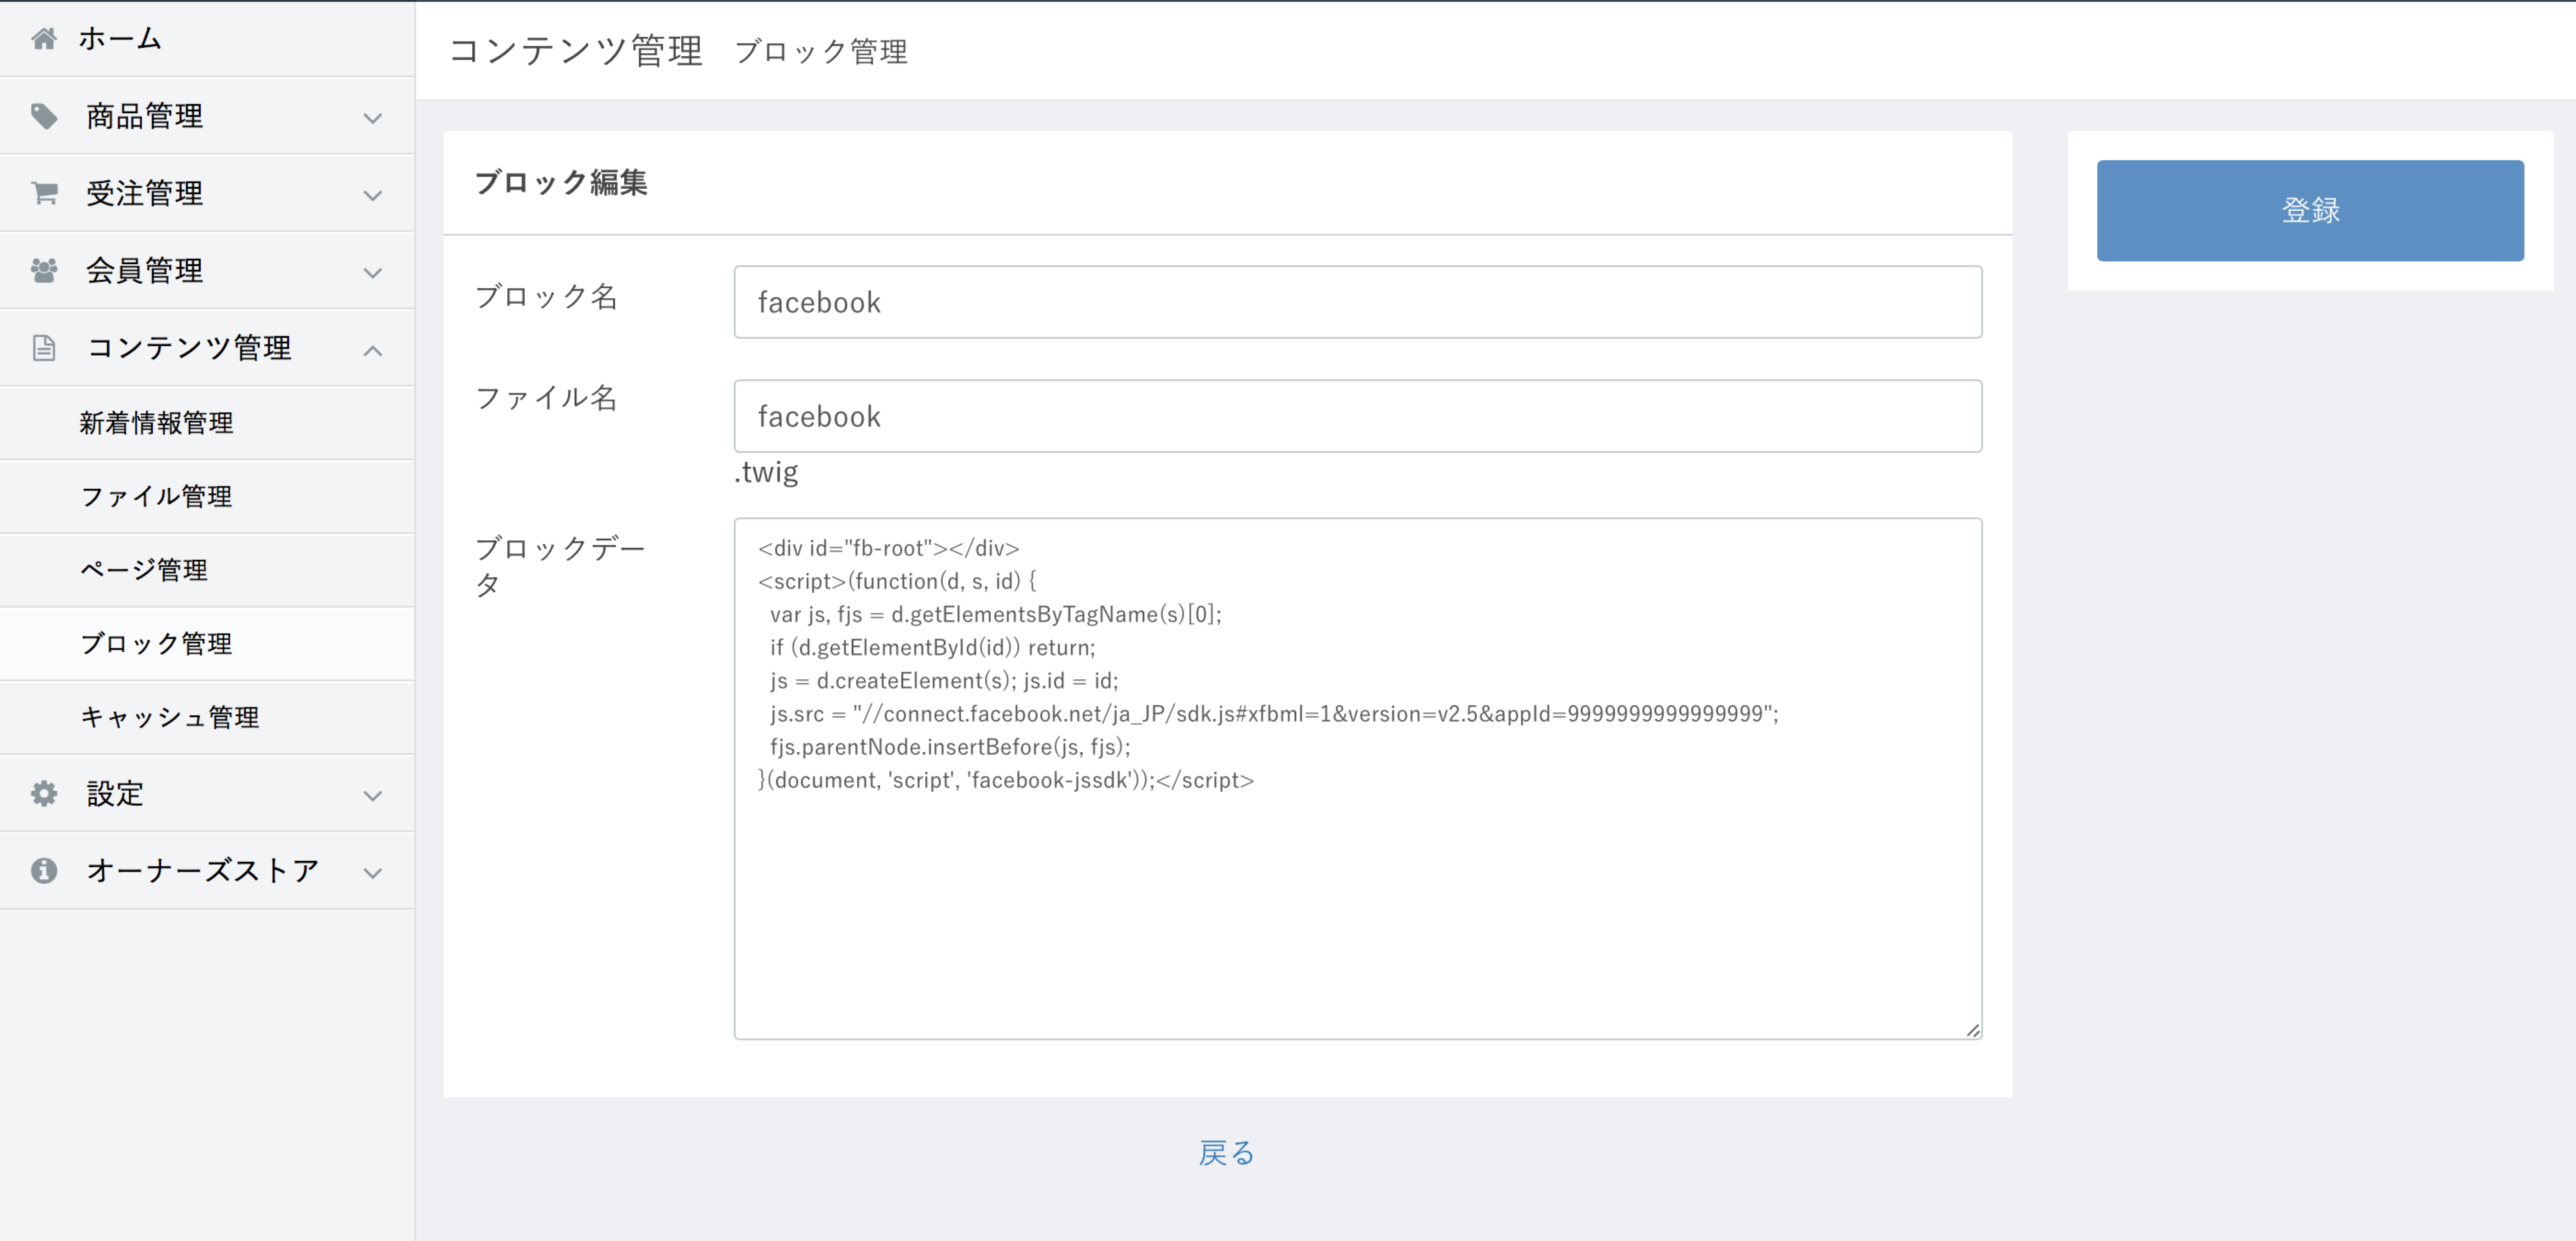 ホーム
商品管理
受注管理
会員管理
コンテンツ管理
新着情報管理
ファイル管理
ページ管理
ブロック管理
キャッシュ管理
設定
オーナーズストア
コンテンツ管理 ブロック管理
ブロック編集
ブロック名
facebook
ファイル名
facebook
.twig
ブロックデー
タ
<div id="fb-root"></div>
<script>(function(d, s, id) {
  var js, fjs = d.getElementsByTagName(s)[0];
  if (d.getElementById(id)) return;
  js = d.createElement(s); js.id = id;
  js.src = "//connect.facebook.net/ja_JP/sdk.js#xfbml=1&version=v2.5&appId=9999999999999999";
  fjs.parentNode.insertBefore(js, fjs);
}(document, 'script', 'facebook-jssdk'));</script>
登録
戻る